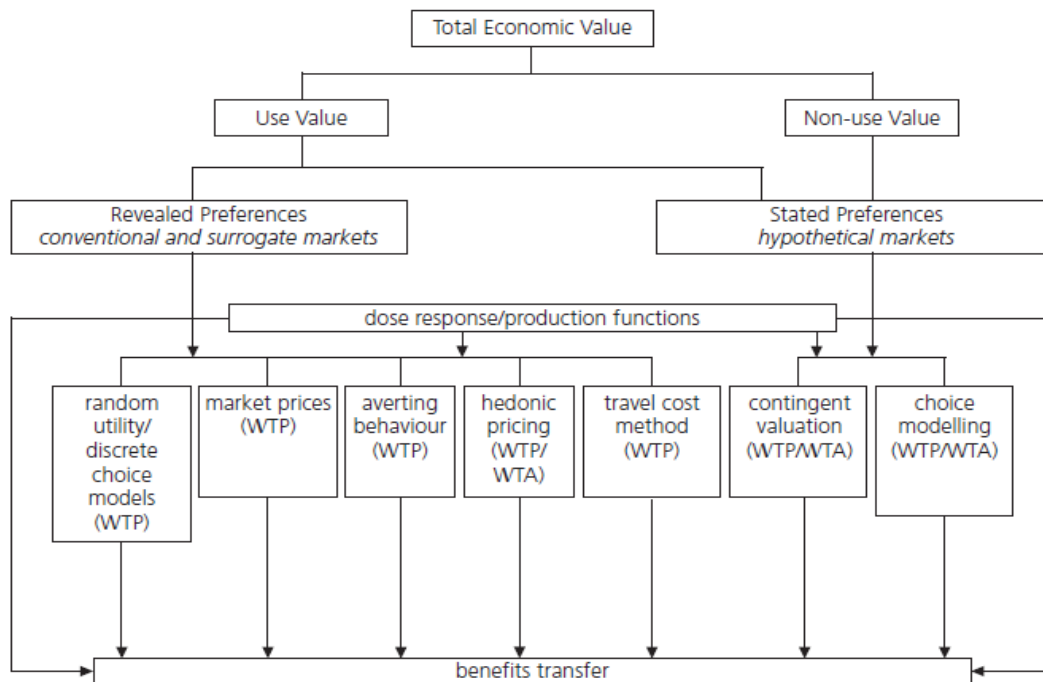 Total Economic Value
Use Value
Non-use Value
Revealed Preferences
conventional and surrogate markets
Stated Preferences
hypothetical markets
dose response/production functions
random
utility/
discrete
choice
models
(WTP)
market prices
(WTP)
averting
behaviour
(WTP)
hedonic
pricing
(WTP/
WTA)
travel cost
method
(WTP)
contingent
valuation
(WTP/WTA)
choice
modelling
(WTP/WTA)
benefits transfer